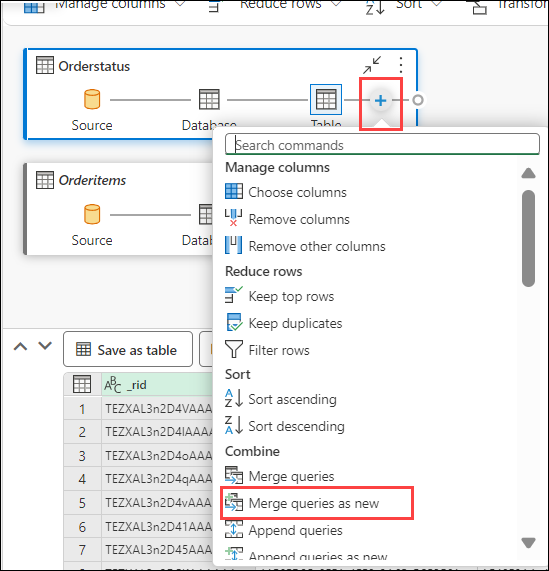 Manage columns Reduce rows Sort Transform
Orderstatus
Source Database Table
Search commands
Manage columns
Choose columns
Remove columns
Remove other columns
Reduce rows
Keep top rows
Keep duplicates
Filter rows
Sort
Sort ascending
Sort descending
Combine
Merge queries
Merge queries as new
Append queries
Append queries as new
Orderitems
Source
Save as table
ABC _rid
1 TEZXAL3n2D4VAAA
2 TEZXAL3n2D4IAAAA
3 TEZXAL3n2D4oAAA
4 TEZXAL3n2D4qAAA
5 TEZXAL3n2D4vAAA
6 TEZXAL3n2D41AAA
7 TEZXAL3n2D45AAA